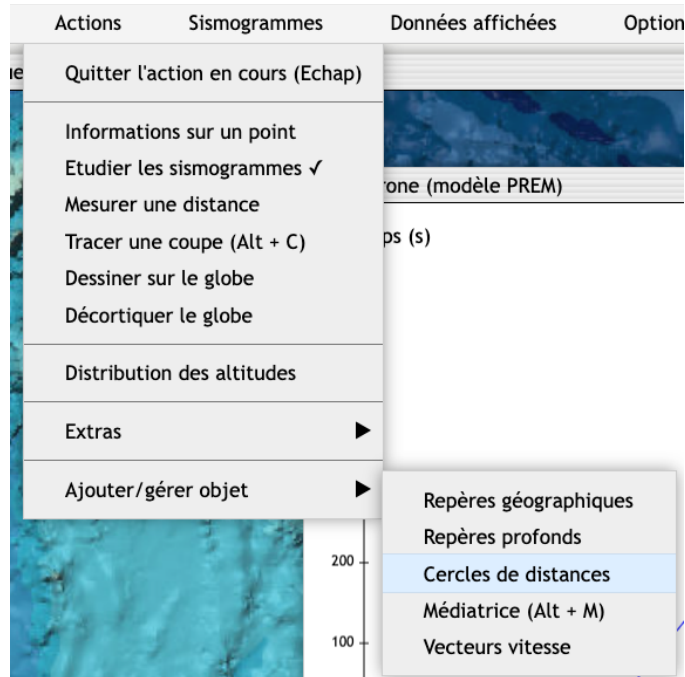 Actions Sismogrammes Données affichées Option
ue
Quitter l'action en cours (Echap)
Informations sur un point
Etudier les sismogrammes ✓
rone (modèle PREM)
Mesurer une distance
Tracer une coupe (Alt + C)
ps (s)
Dessiner sur le globe
Décortiquer le globe
Distribution des altitudes
Extras
Ajouter/gérer objet
Repères géographiques
Repères profonds
200
Cercles de distances
Médiatrice (Alt + M)
100
Vecteurs vitesse